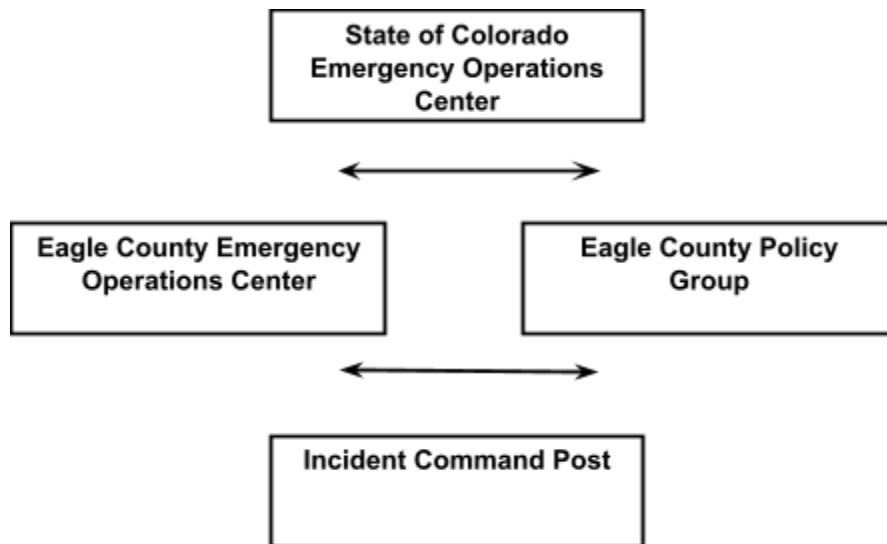 State of Colorado
Emergency Operations
Center
Eagle County Emergency
Operations Center
Eagle County Policy
Group
Incident Command Post